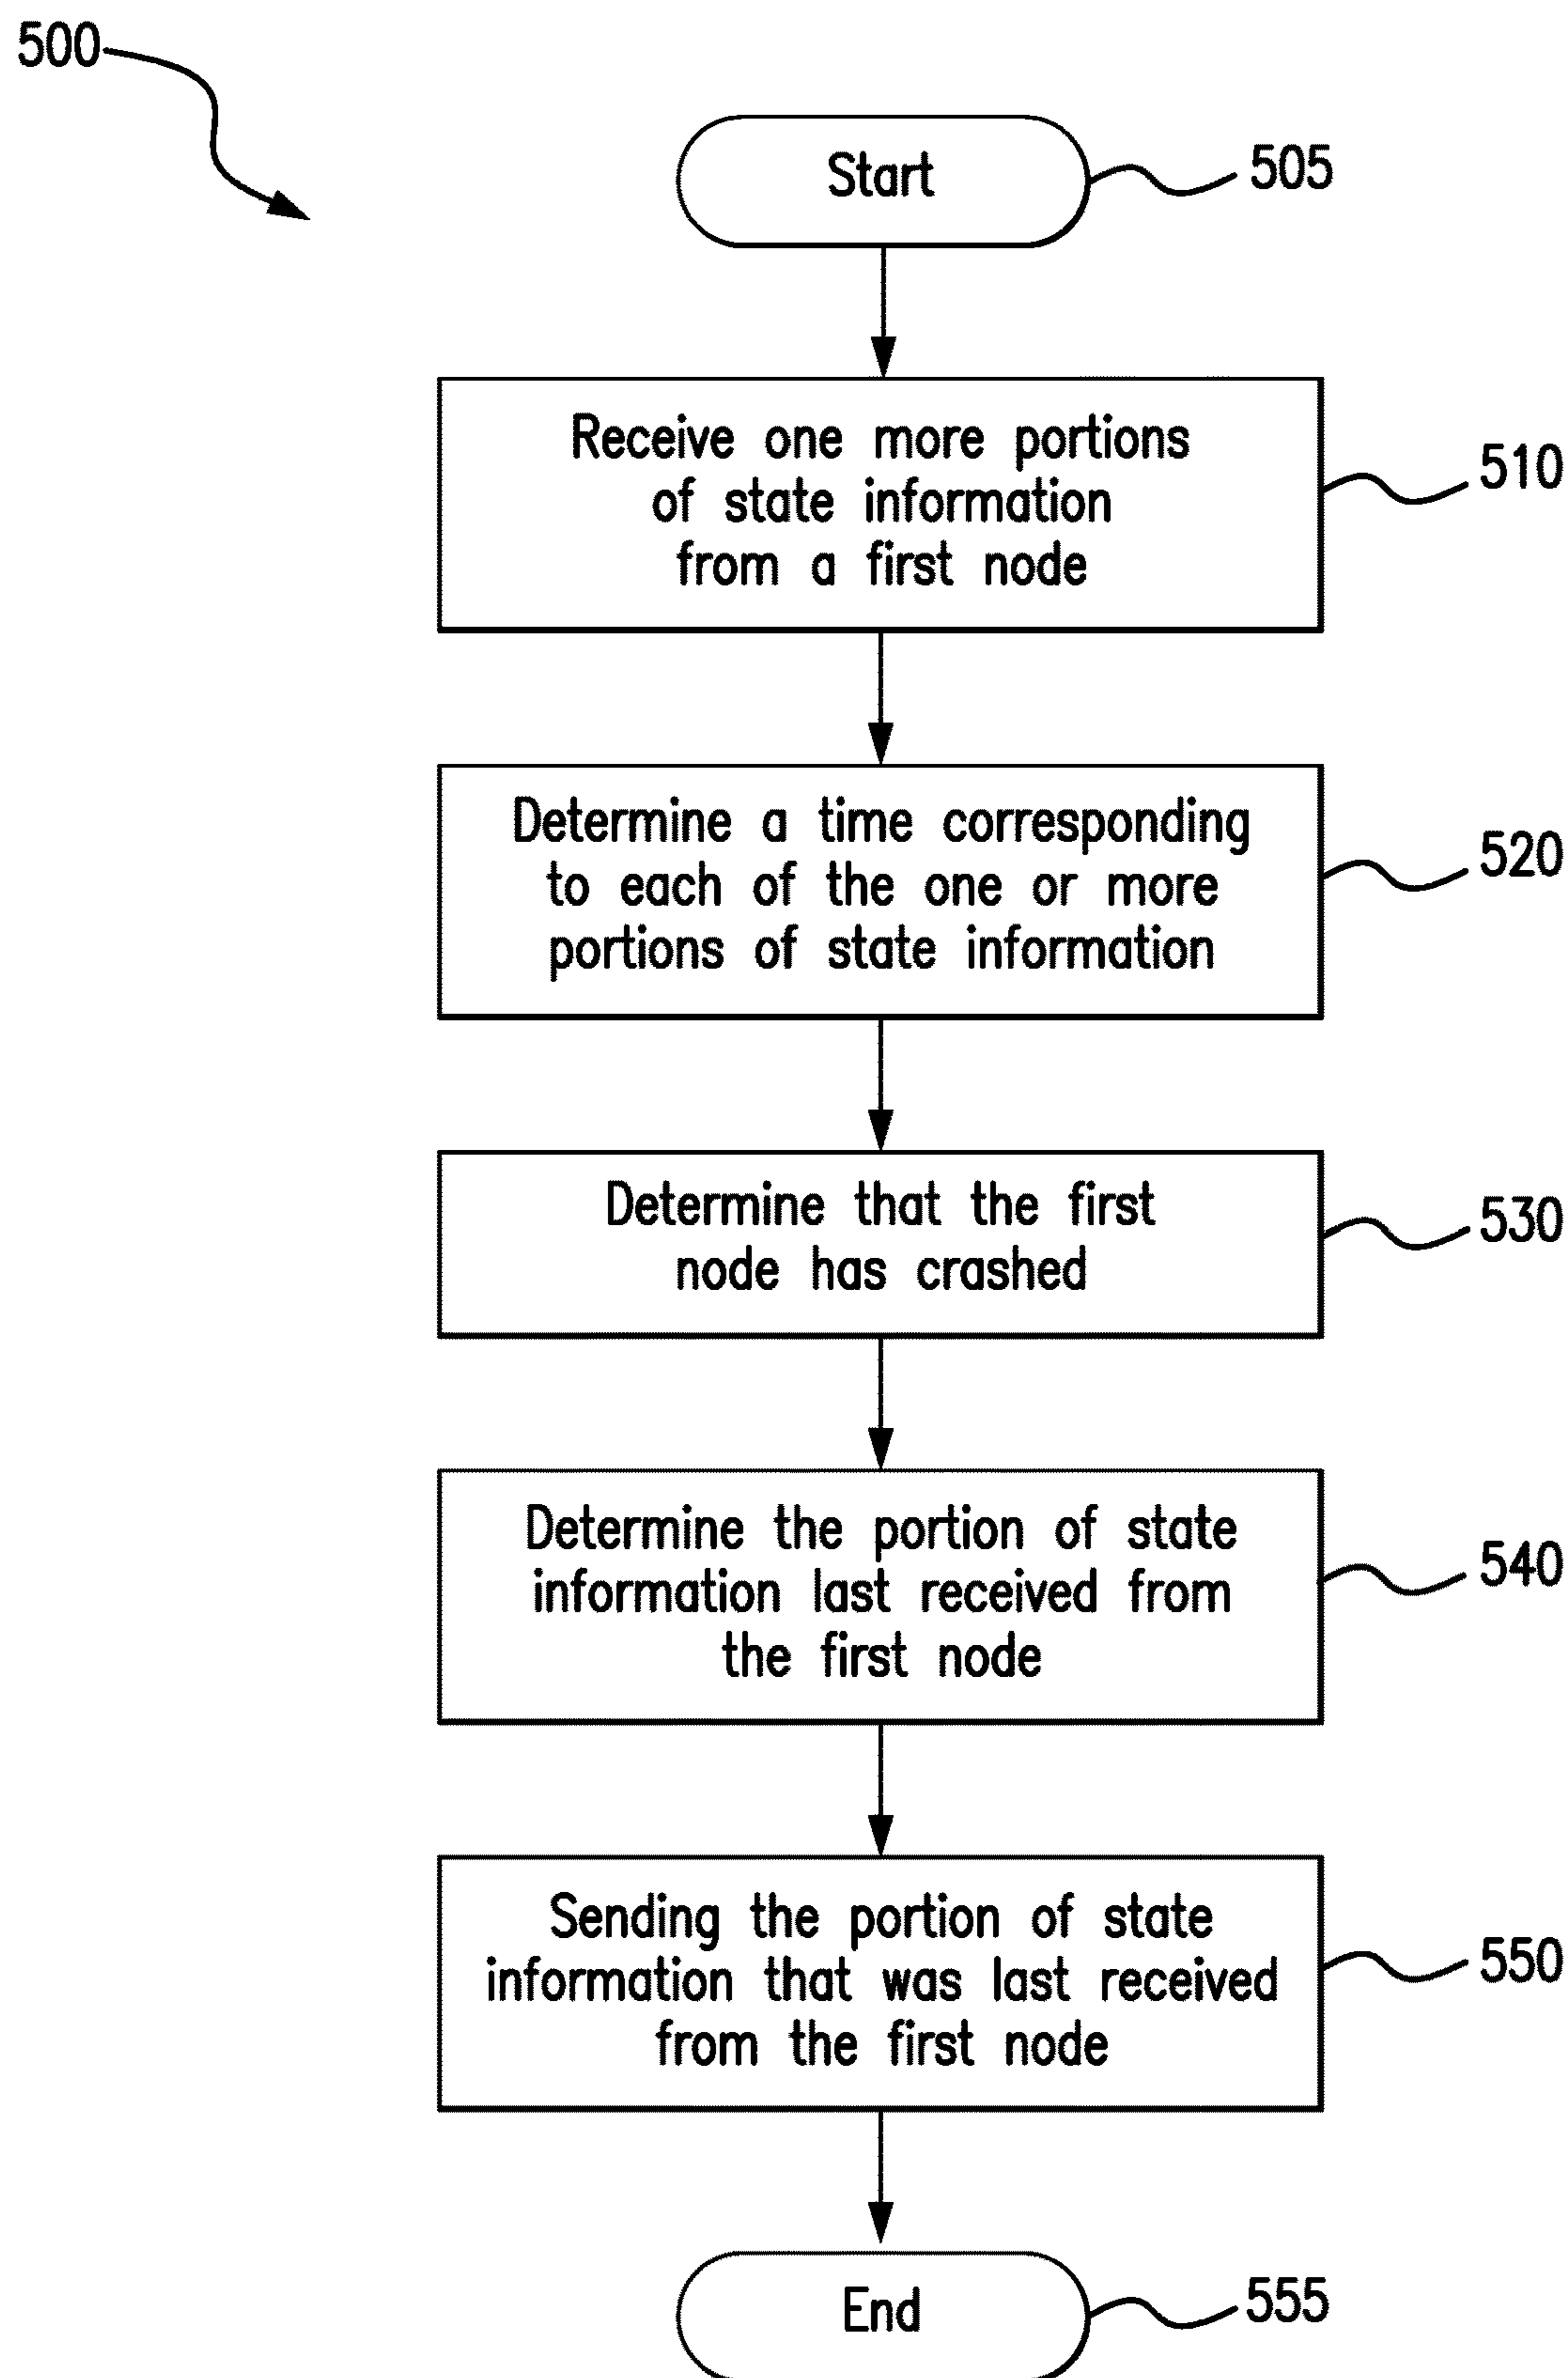 500
Start
505
Receive one more portions
of state information
from a first node
510
Determine a time corresponding
to each of the one or more
portions of state information
520
Determine that the first
node has crashed
530
Determine the portion of state
information last received from
the first node
540
Sending the portion of state
information that was last received
from the first node
550
End
555